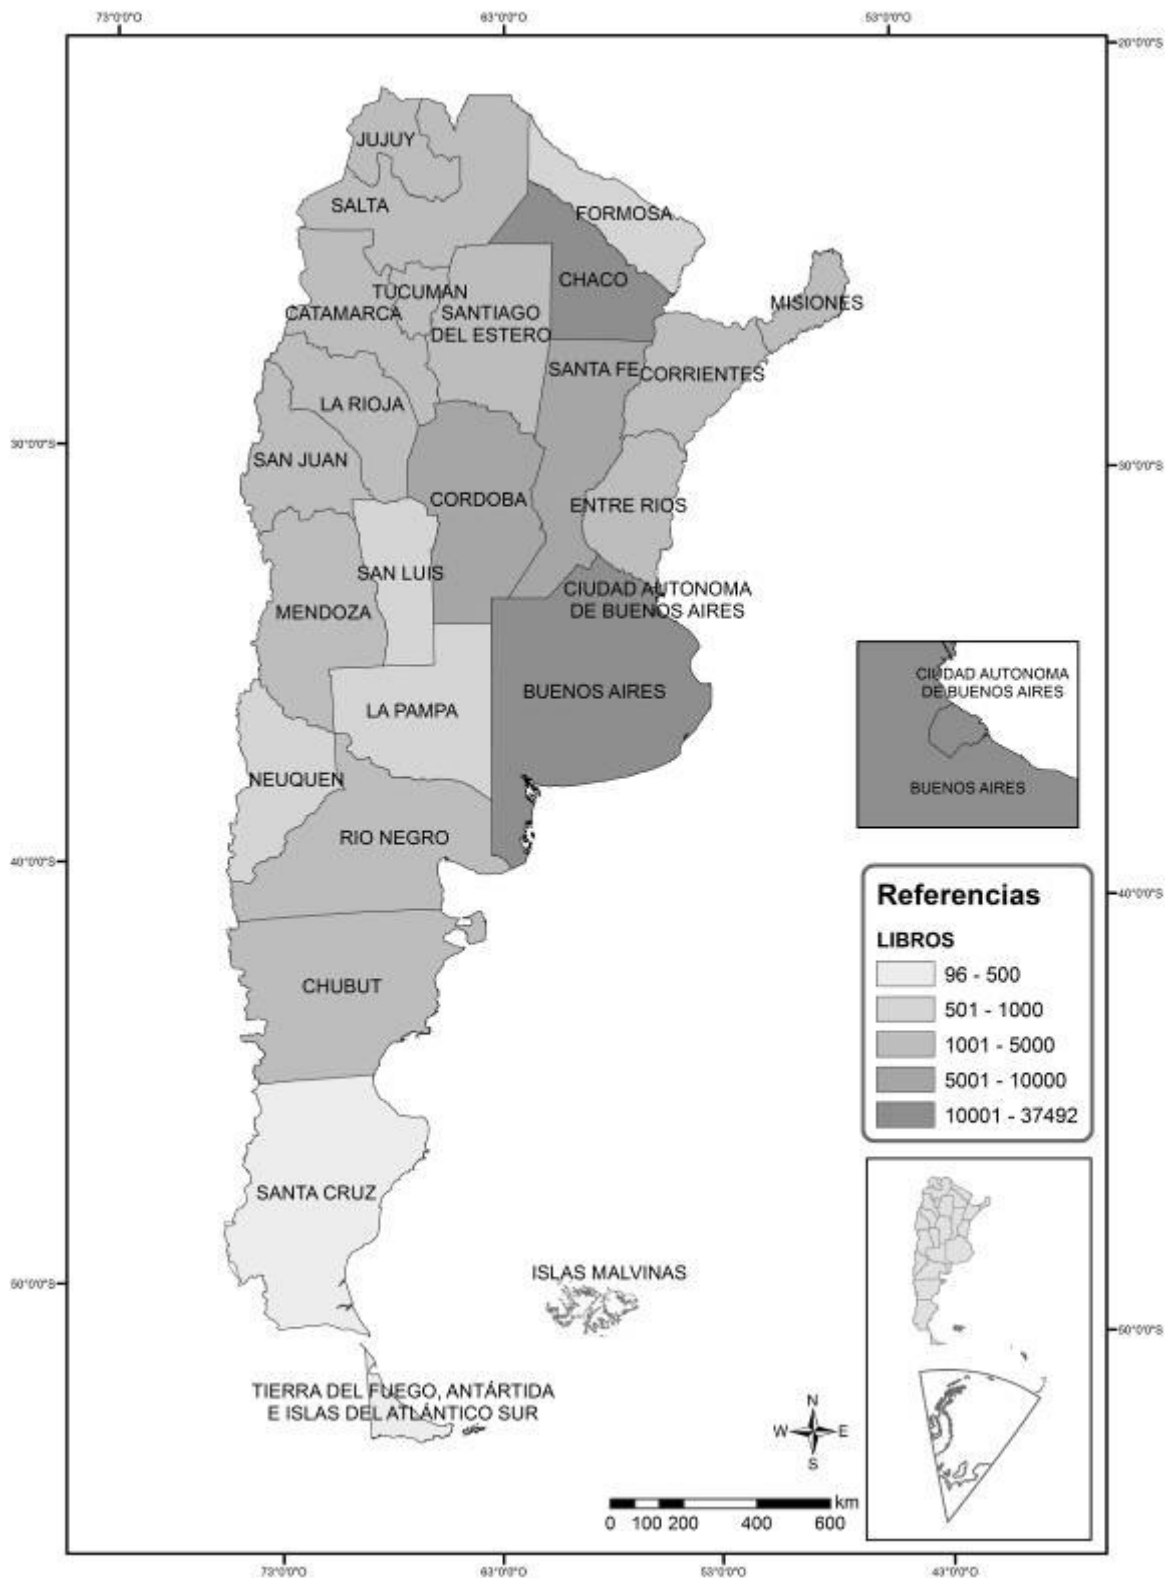 73°0'0"O
63°0'0"O
53°0'0"O
20°0'0"S
JUJUY
SALTA
FORMOSA
CHACO
TUCUMAN
CATAMARCA
SANTIAGO
DEL ESTERO
MISIONES
SANTA FE
CORRIENTES
LA RIOJA
30°0'0"S
SAN JUAN
30°0'0"S
CORDOBA
ENTRE RIOS
SAN LUIS
CIUDAD AUTONOMA
DE BUENOS AIRES
MENDOZA
CIUDAD AUTONOMA
DE BUENOS AIRES
BUENOS AIRES
LA PAMPA
NEUQUEN
BUENOS AIRES
RIO NEGRO
40°0'0"S
40°0'0"S
Referencias
LIBROS
96 - 500
501 - 1000
1001 - 5000
5001 - 10000
10001 - 37492
CHUBUT
SANTA CRUZ
ISLAS MALVINAS
50°0'0"S
50°0'0"S
TIERRA DEL FUEGO, ANTÁRTIDA
E ISLAS DEL ATLÁNTICO SUR
N
W E
S
km
0 100 200 400 600
73°0'0"O
63°0'0"O
53°0'0"O
43°0'0"O